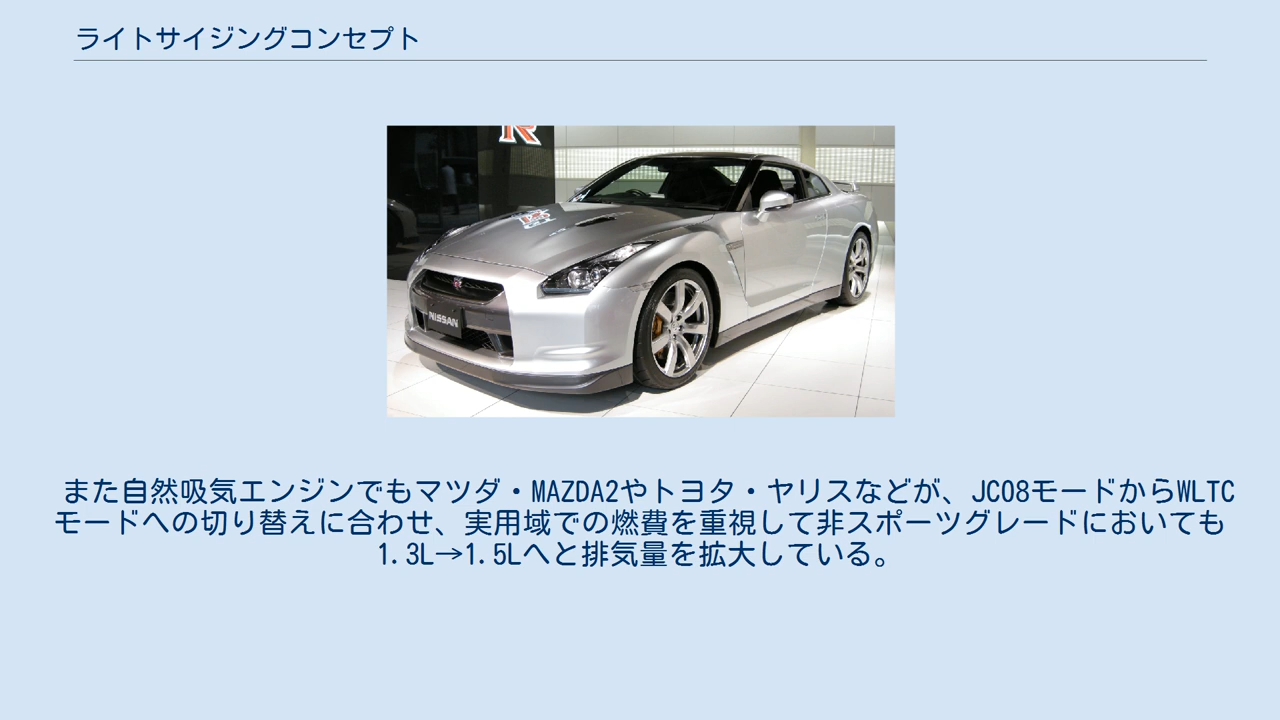 ライトサイジングコンセプト
R
NISSAN
また自然吸気エンジンでもマツダ・MAZDA2やトヨタ・ヤリスなどが、JC08モードからWLTC
モードへの切り替えに合わせ、実用域での燃費を重視して非スポーツグレードにおいても
1.3L→1.5Lへと排気量を拡大している。